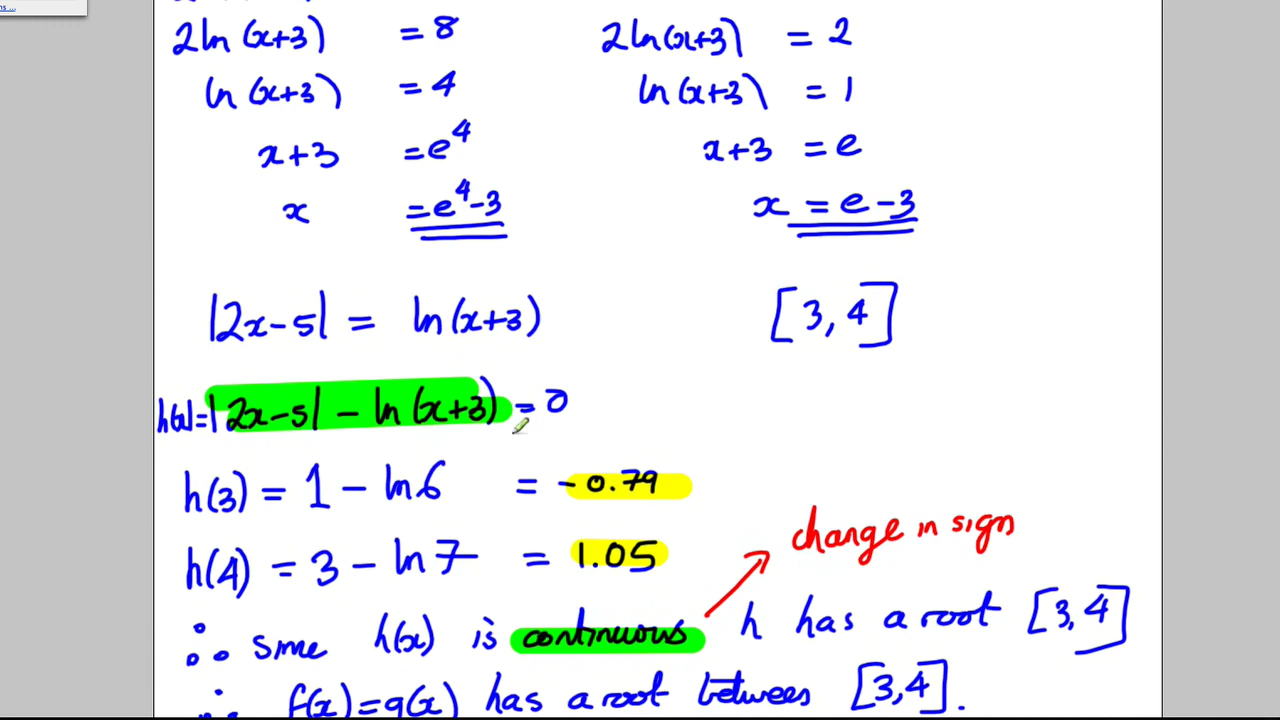 ns ...
2ln(x+3) = 8 2ln(x+3) = 2
ln(x+3) = 4 ln(x+3) = 1
x+3 = e⁴ x+3 = e
x = e⁴-3 x = e-3
|2x-5| = ln(x+3) [3,4]
h(x)=|2x-5| - ln(x+3) = 0
h(3) = 1 - ln6 = -0.79
change in sign
h(4) = 3 - ln7 = 1.05
∴ sine h(x) is continuous h has a root [3,4]
∴ f(x)=g(x) has a root between [3,4].